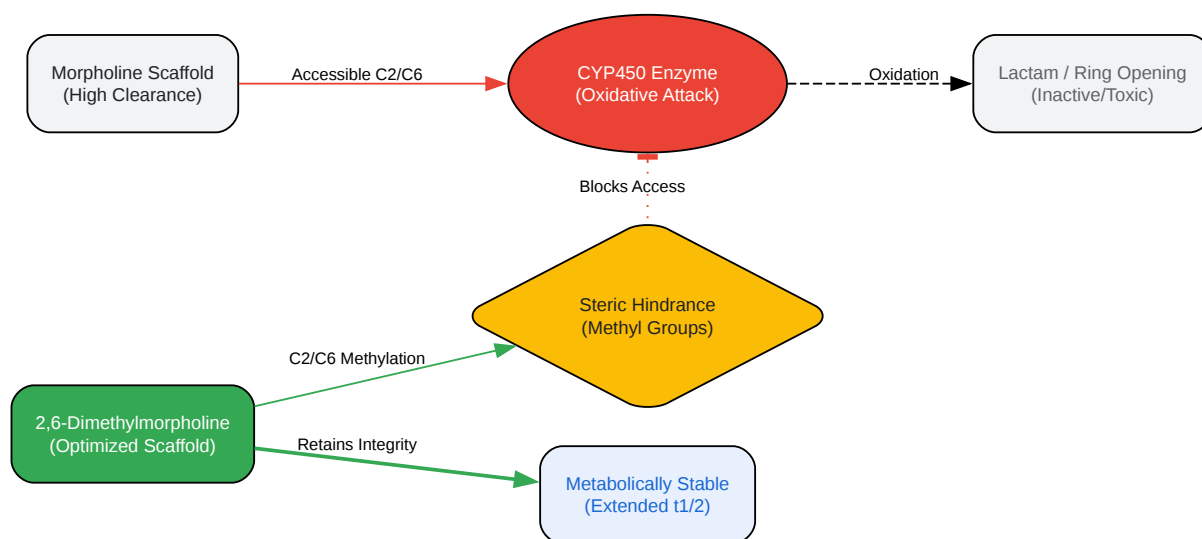 Morpholine Scaffold
(High Clearance)
Accessible C2/C6
CYP450 Enzyme
(Oxidative Attack)
Oxidation
Lactam / Ring Opening
(Inactive/Toxic)
Blocks Access
Steric Hindrance
(Methyl Groups)
C2/C6 Methylation
2,6-Dimethylmorpholine
(Optimized Scaffold)
Retains Integrity
Metabolically Stable
(Extended t1/2)